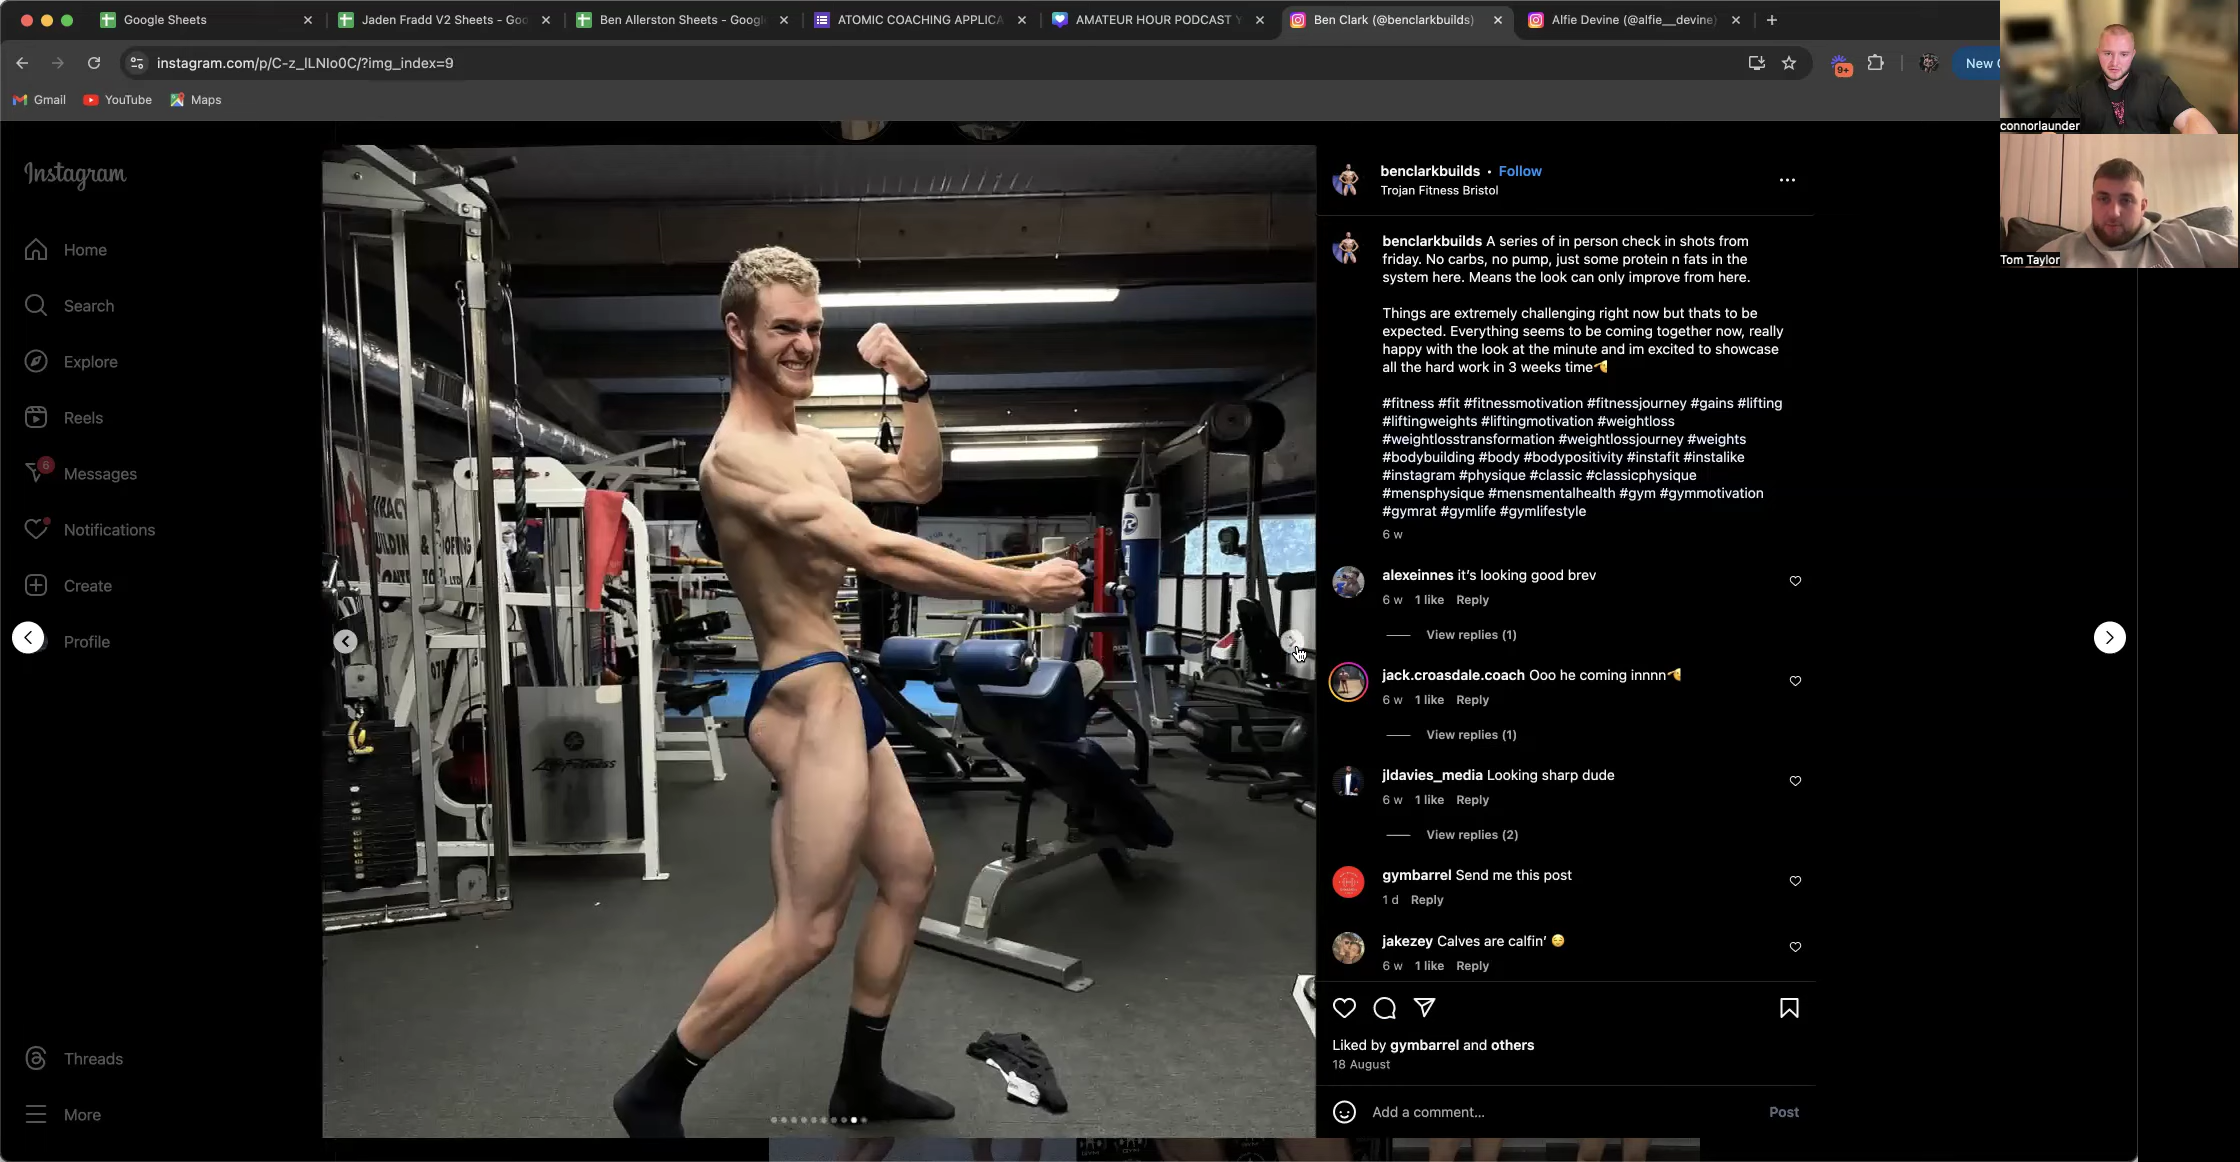 Google Sheets
Jaden Fradd V2 Sheets - Goo
Ben Allerston Sheets - Googl
ATOMIC COACHING APPLICA
AMATEUR HOUR PODCAST Y
Ben Clark (@benclarkbuilds)
Alfie Devine (@alfie__devine)
instagram.com/p/C-z_lLNIo0C/?img_index=9
9+
New C
Gmail
YouTube
Maps
connorlaunder
Tom Taylor
Instagram
Home
Search
Explore
Reels
6
Messages
Notifications
Create
Profile
Threads
More
benclarkbuilds • Follow
Trojan Fitness Bristol
benclarkbuilds A series of in person check in shots from
friday. No carbs, no pump, just some protein n fats in the
system here. Means the look can only improve from here.
Things are extremely challenging right now but thats to be
expected. Everything seems to be coming together now, really
happy with the look at the minute and im excited to showcase
all the hard work in 3 weeks time
#fitness #fit #fitnessmotivation #fitnessjourney #gains #lifting
#liftingweights #liftingmotivation #weightloss
#weightlosstransformation #weightlossjourney #weights
#bodybuilding #body #bodypositivity #instafit #instalike
#instagram #physique #classic #classicphysique
#mensphysique #mensmentalhealth #gym #gymmotivation
#gymrat #gymlife #gymlifestyle
6 w
alexeinnes it's looking good brev
6 w 1 like Reply
View replies (1)
jack.croasdale.coach Ooo he coming innnn
6 w 1 like Reply
View replies (1)
jldavies_media Looking sharp dude
6 w 1 like Reply
View replies (2)
gymbarrel Send me this post
1 d Reply
jakezey Calves are calfin'
6 w 1 like Reply
Liked by gymbarrel and others
18 August
Add a comment...
Post
Life Fitness